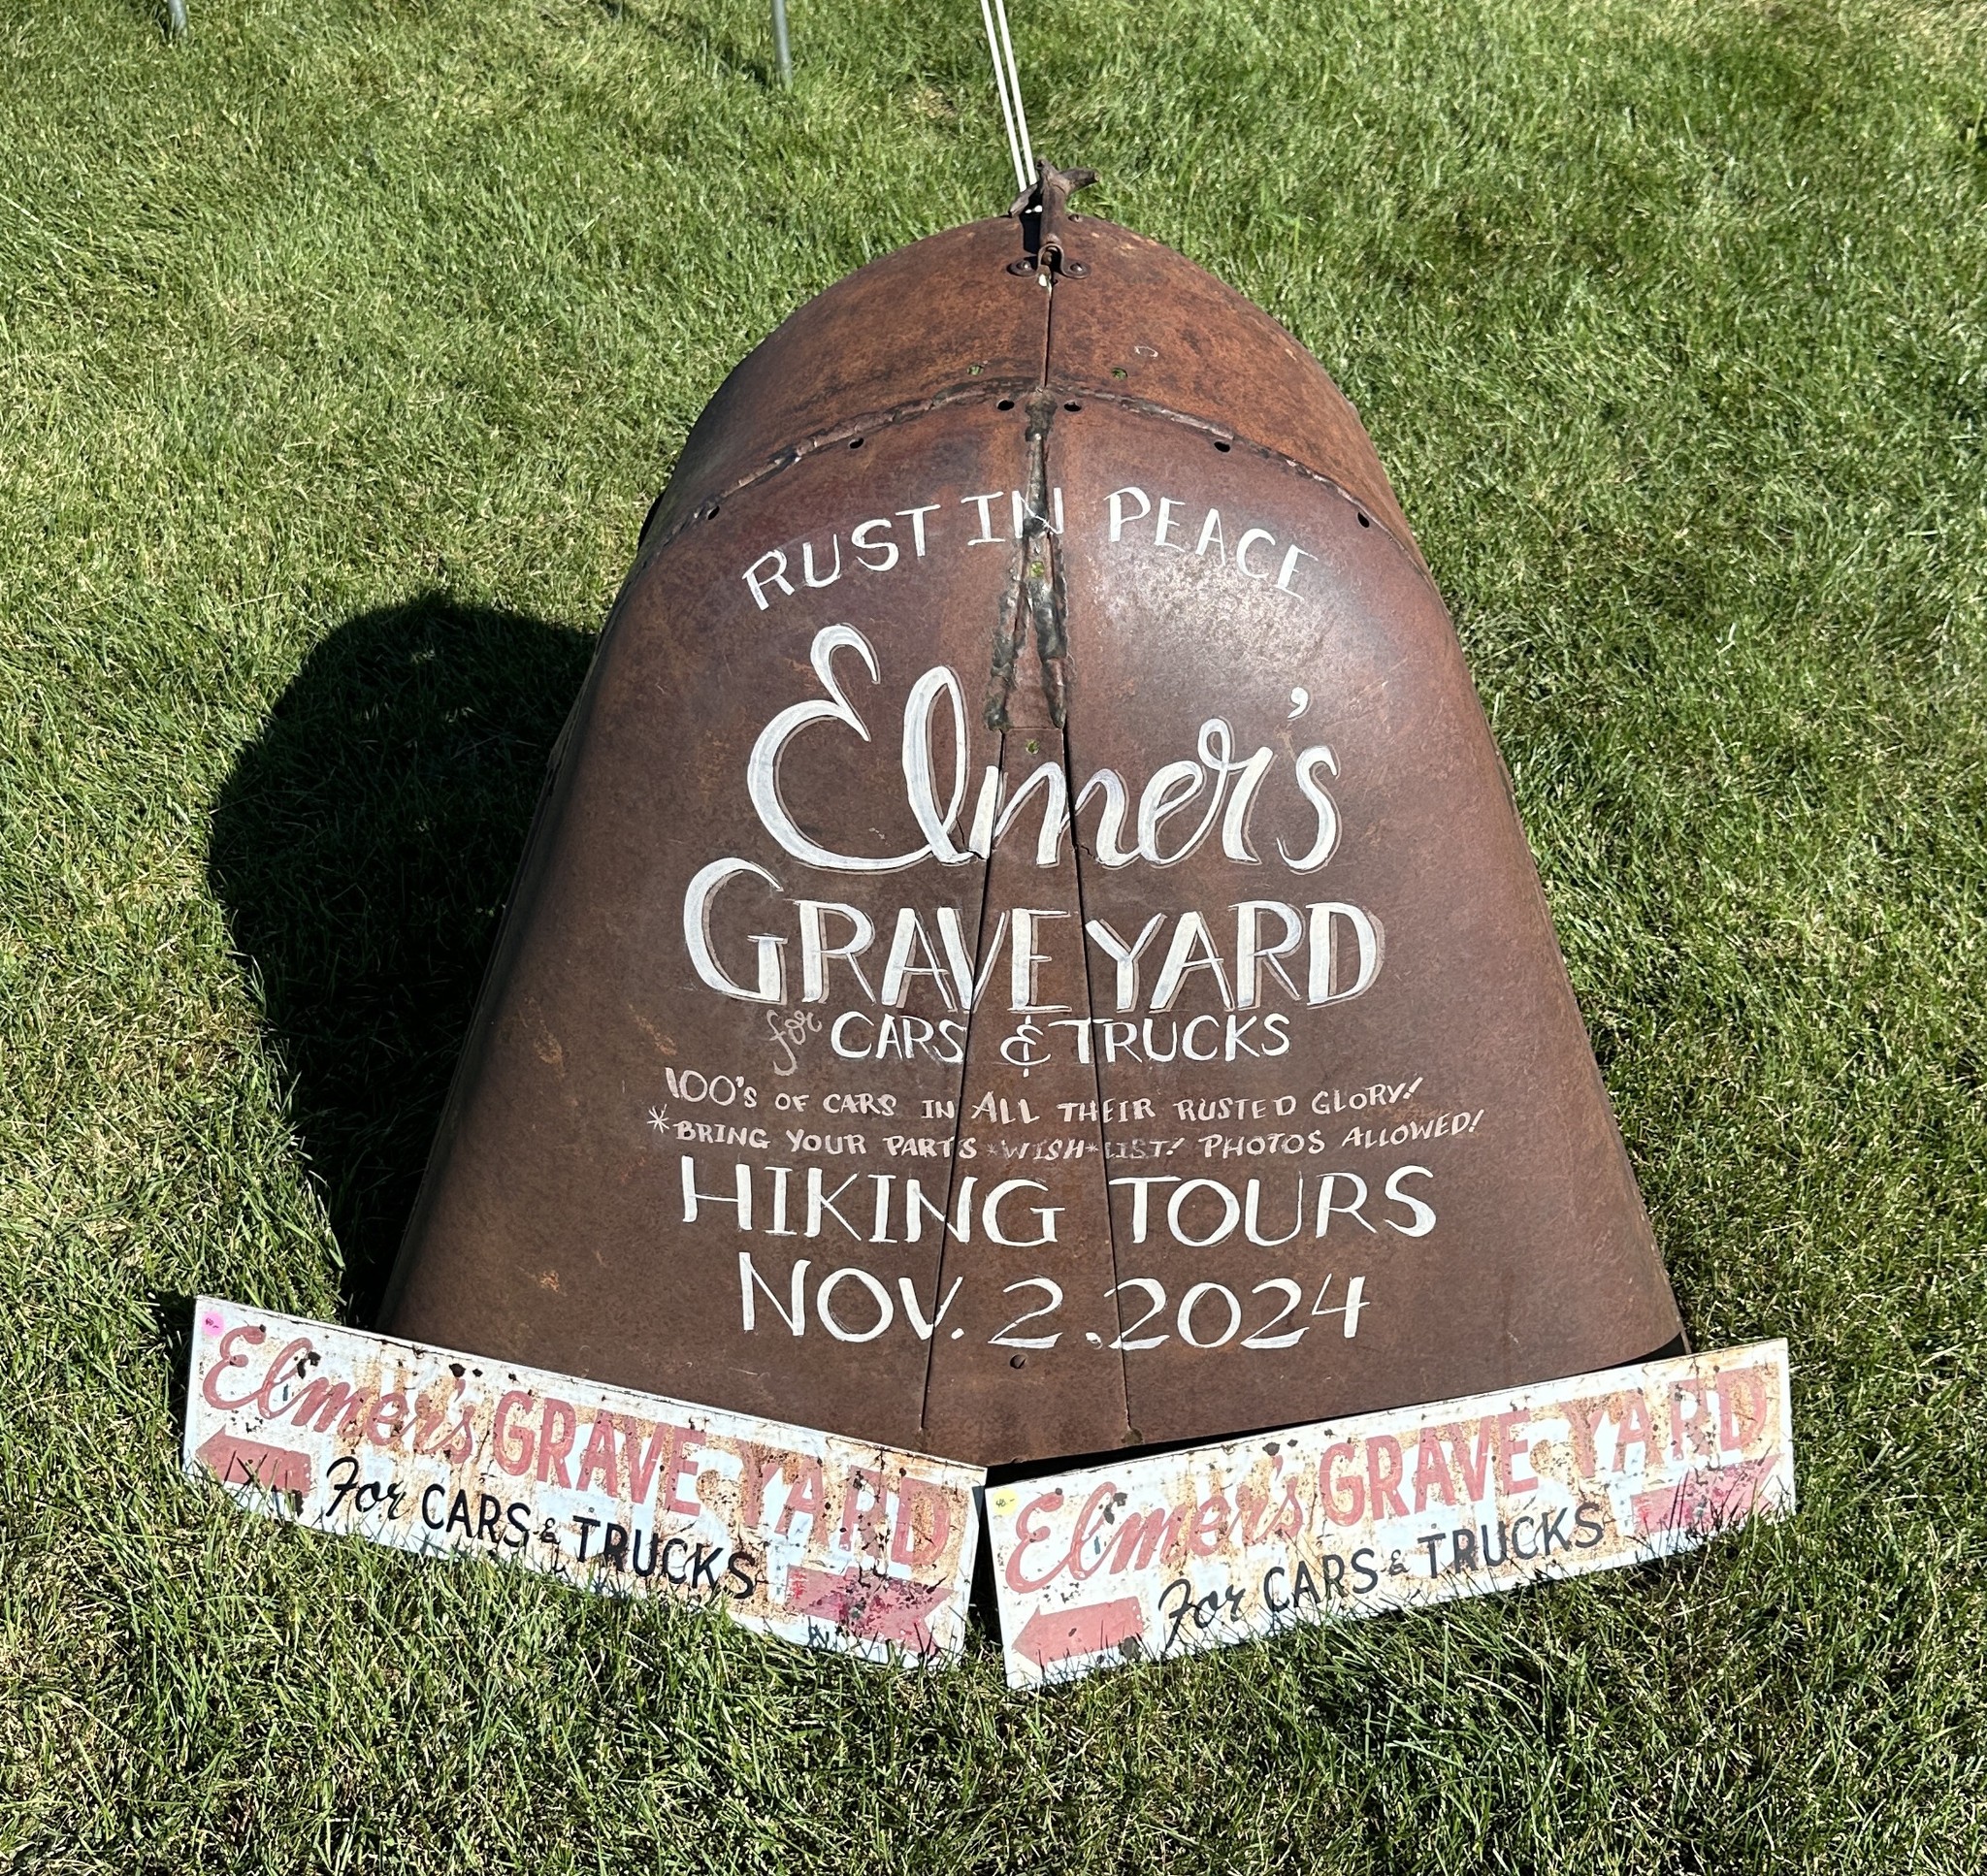 RUST IN PEACE
Elmer's
GRAVEYARD
for CARS & TRUCKS
100's OF CARS IN ALL THEIR RUSTED GLORY!
*BRING YOUR PARTS *WISH*LIST! PHOTOS ALLOWED!
HIKING TOURS
NOV. 2.2024
Elmer's GRAVEYARD
For CARS & TRUCKS
Elmer's GRAVEYARD
For CARS & TRUCKS